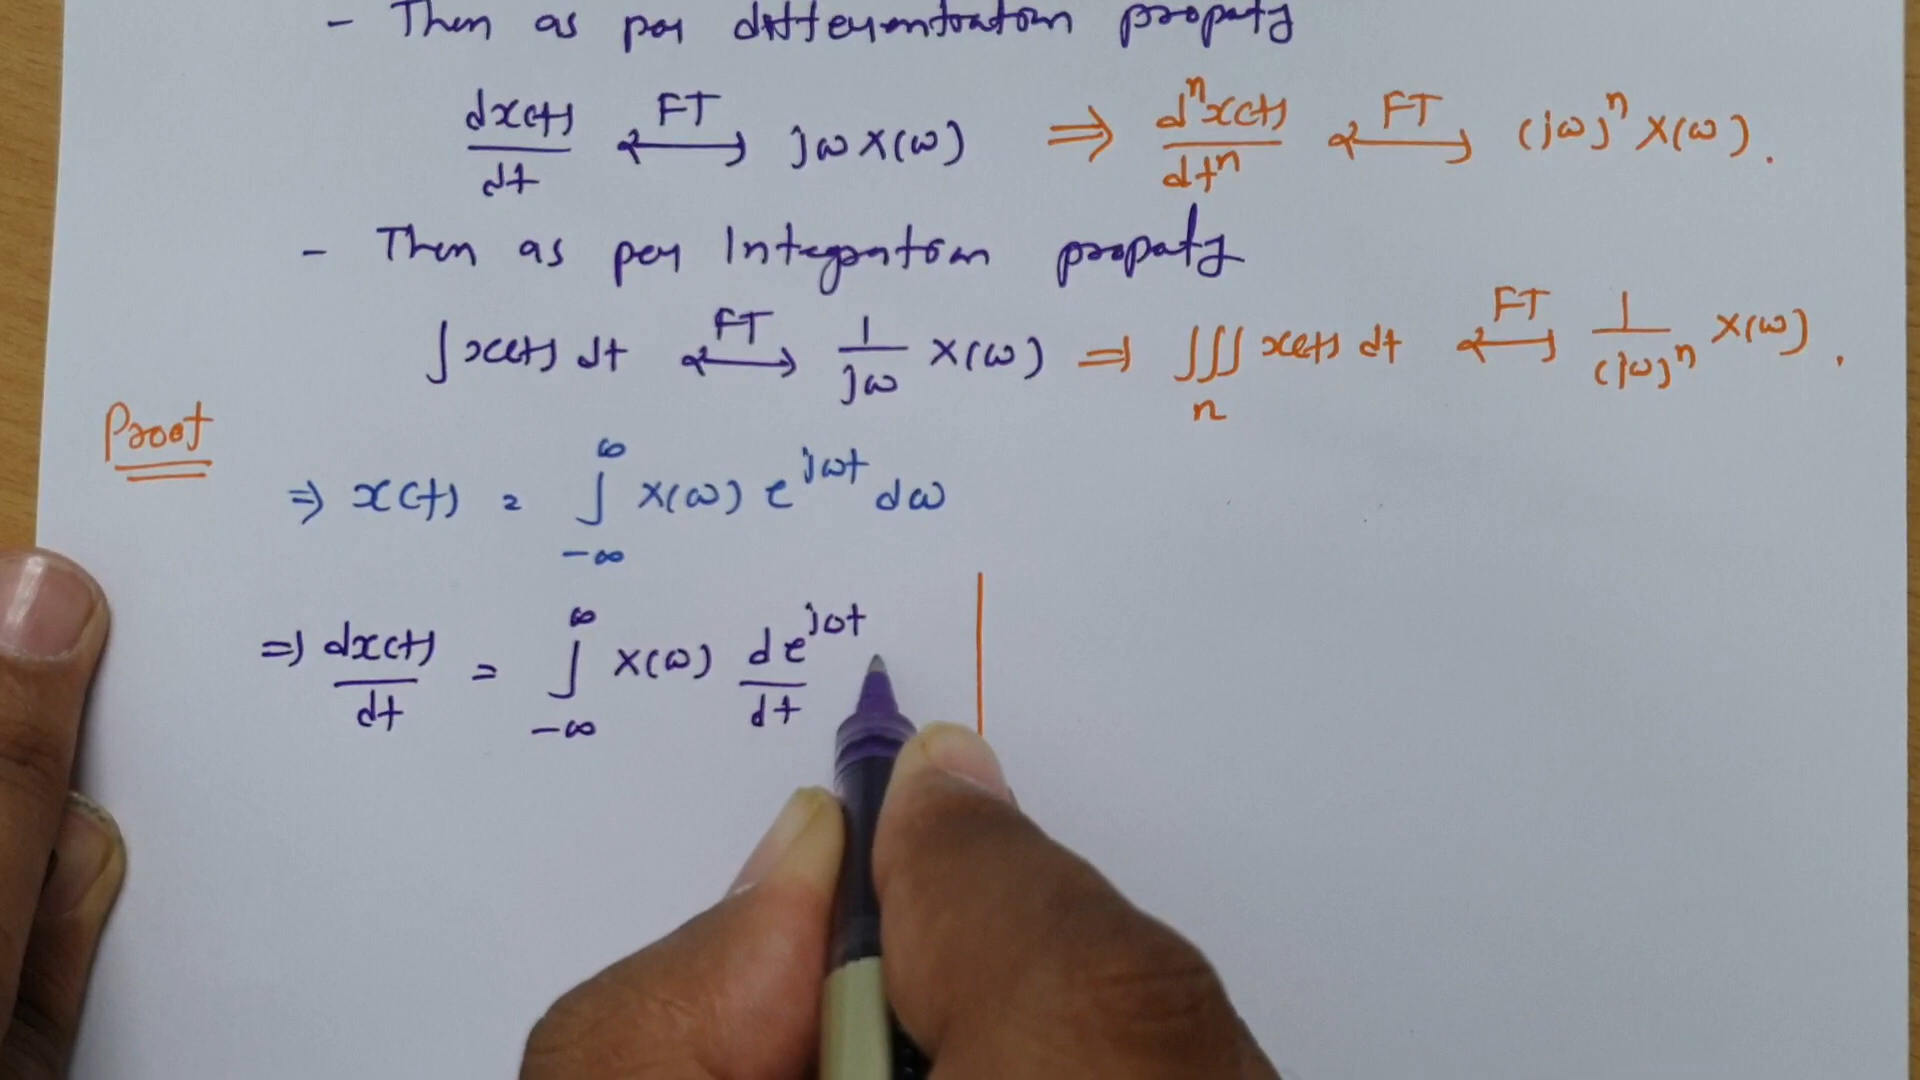 - Then as per differentiation property
dx(t)/dt <-FT-> jω X(ω) ⇒ dⁿx(t)/dtⁿ <-FT-> (jω)ⁿ X(ω).
- Then as per Integration property
∫x(t) dt <-FT-> 1/jω X(ω) ⇒ ∫∫∫ₙ x(t) dt <-FT-> 1/(jω)ⁿ X(ω).
Proof
⇒ x(t) = ∫_{-∞}^{∞} X(ω) e^{jωt} dω
⇒ dx(t)/dt = ∫_{-∞}^{∞} X(ω) de^{jωt}/dt